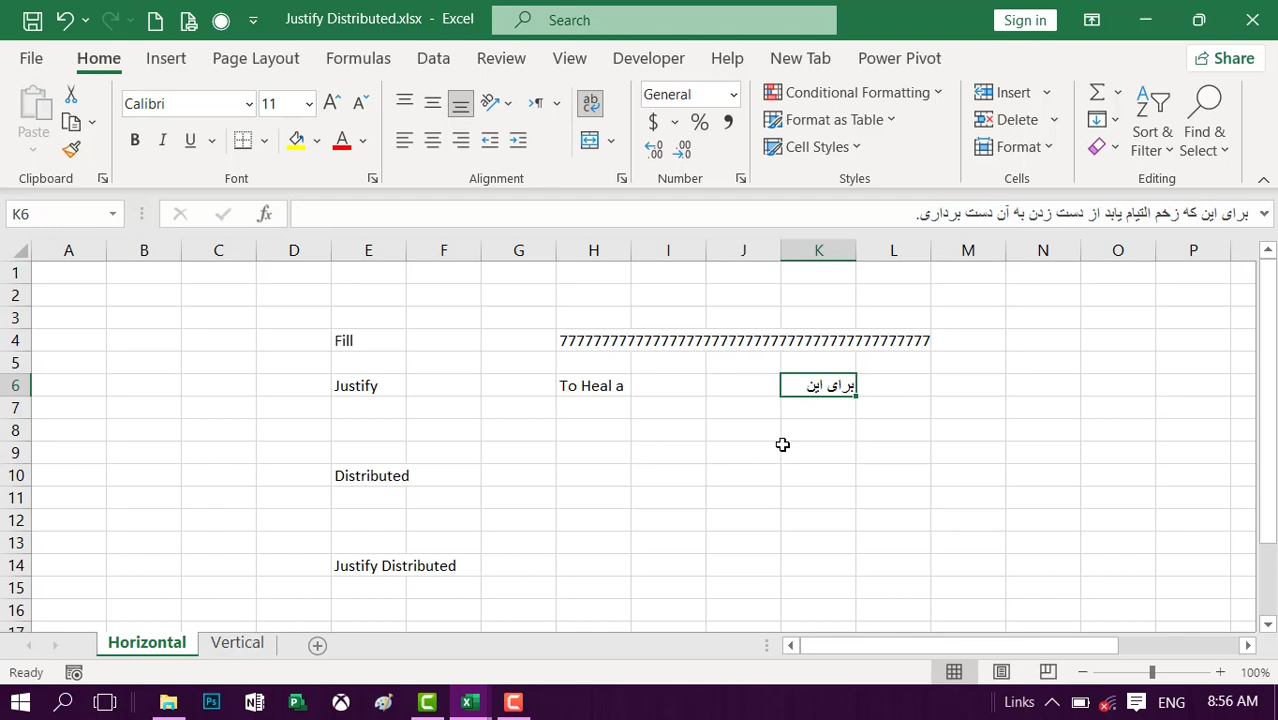 Justify Distributed.xlsx - Excel
Search
Sign in
File Home Insert Page Layout Formulas Data Review View Developer Help New Tab Power Pivot
Share
Paste
Calibri 11
General
Conditional Formatting
Format as Table
Cell Styles
Insert
Delete
Format
Sort & Filter
Find & Select
Clipboard Font Alignment Number Styles Cells Editing
K6
برای این که زخم التیام یابد از دست زدن به آن دست برداری.
A B C D E F G H I J K L M N O P
1
2
3
4 Fill 77777777777777777777777777777777777777777777
5
6 Justify To Heal a برای این
7
8
9
10 Distributed
11
12
13
14 Justify Distributed
15
16
17
Horizontal Vertical
Ready
100%
Links ENG 8:56 AM